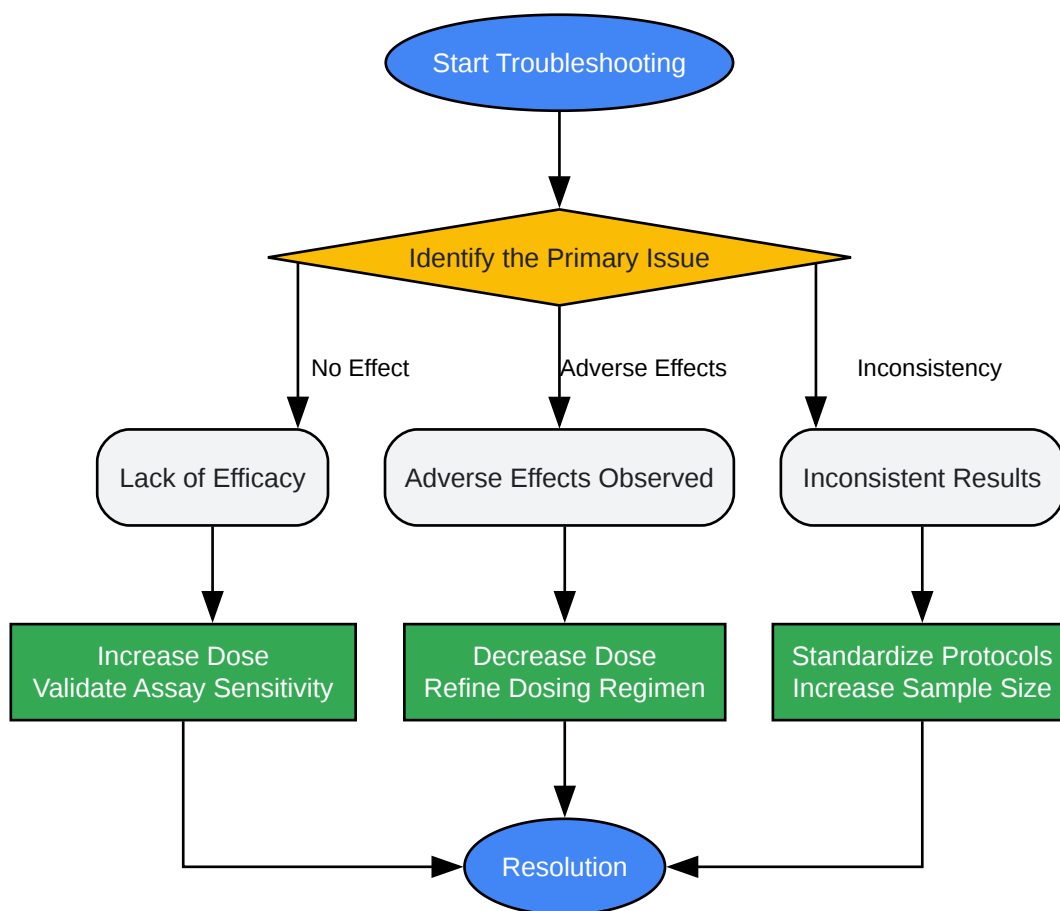 Start Troubleshooting
Identify the Primary Issue
No Effect
Adverse Effects
Inconsistency
Lack of Efficacy
Adverse Effects Observed
Inconsistent Results
Increase Dose
Validate Assay Sensitivity
Decrease Dose
Refine Dosing Regimen
Standardize Protocols
Increase Sample Size
Resolution